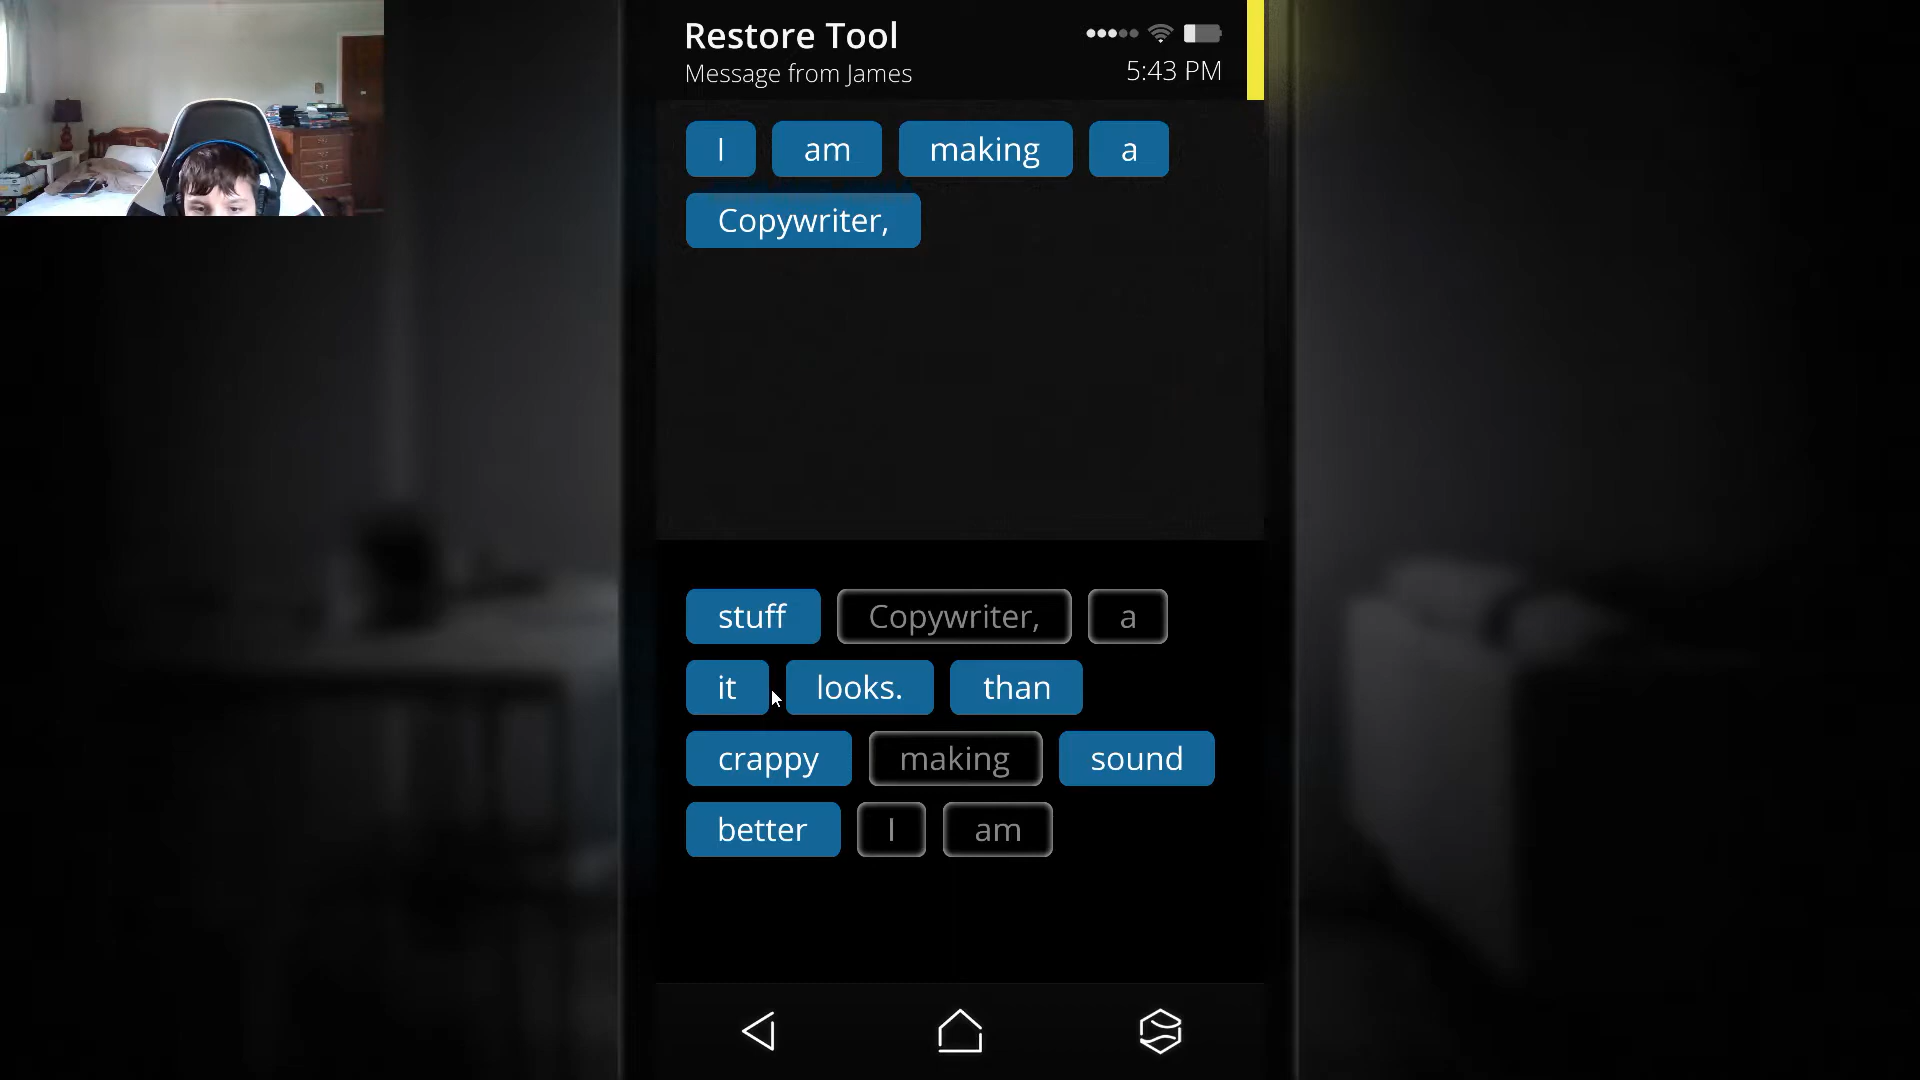 Restore Tool
Message from James
5:43 PM
I am making a
Copywriter,
stuff Copywriter, a
it looks. than
crappy making sound
better I am